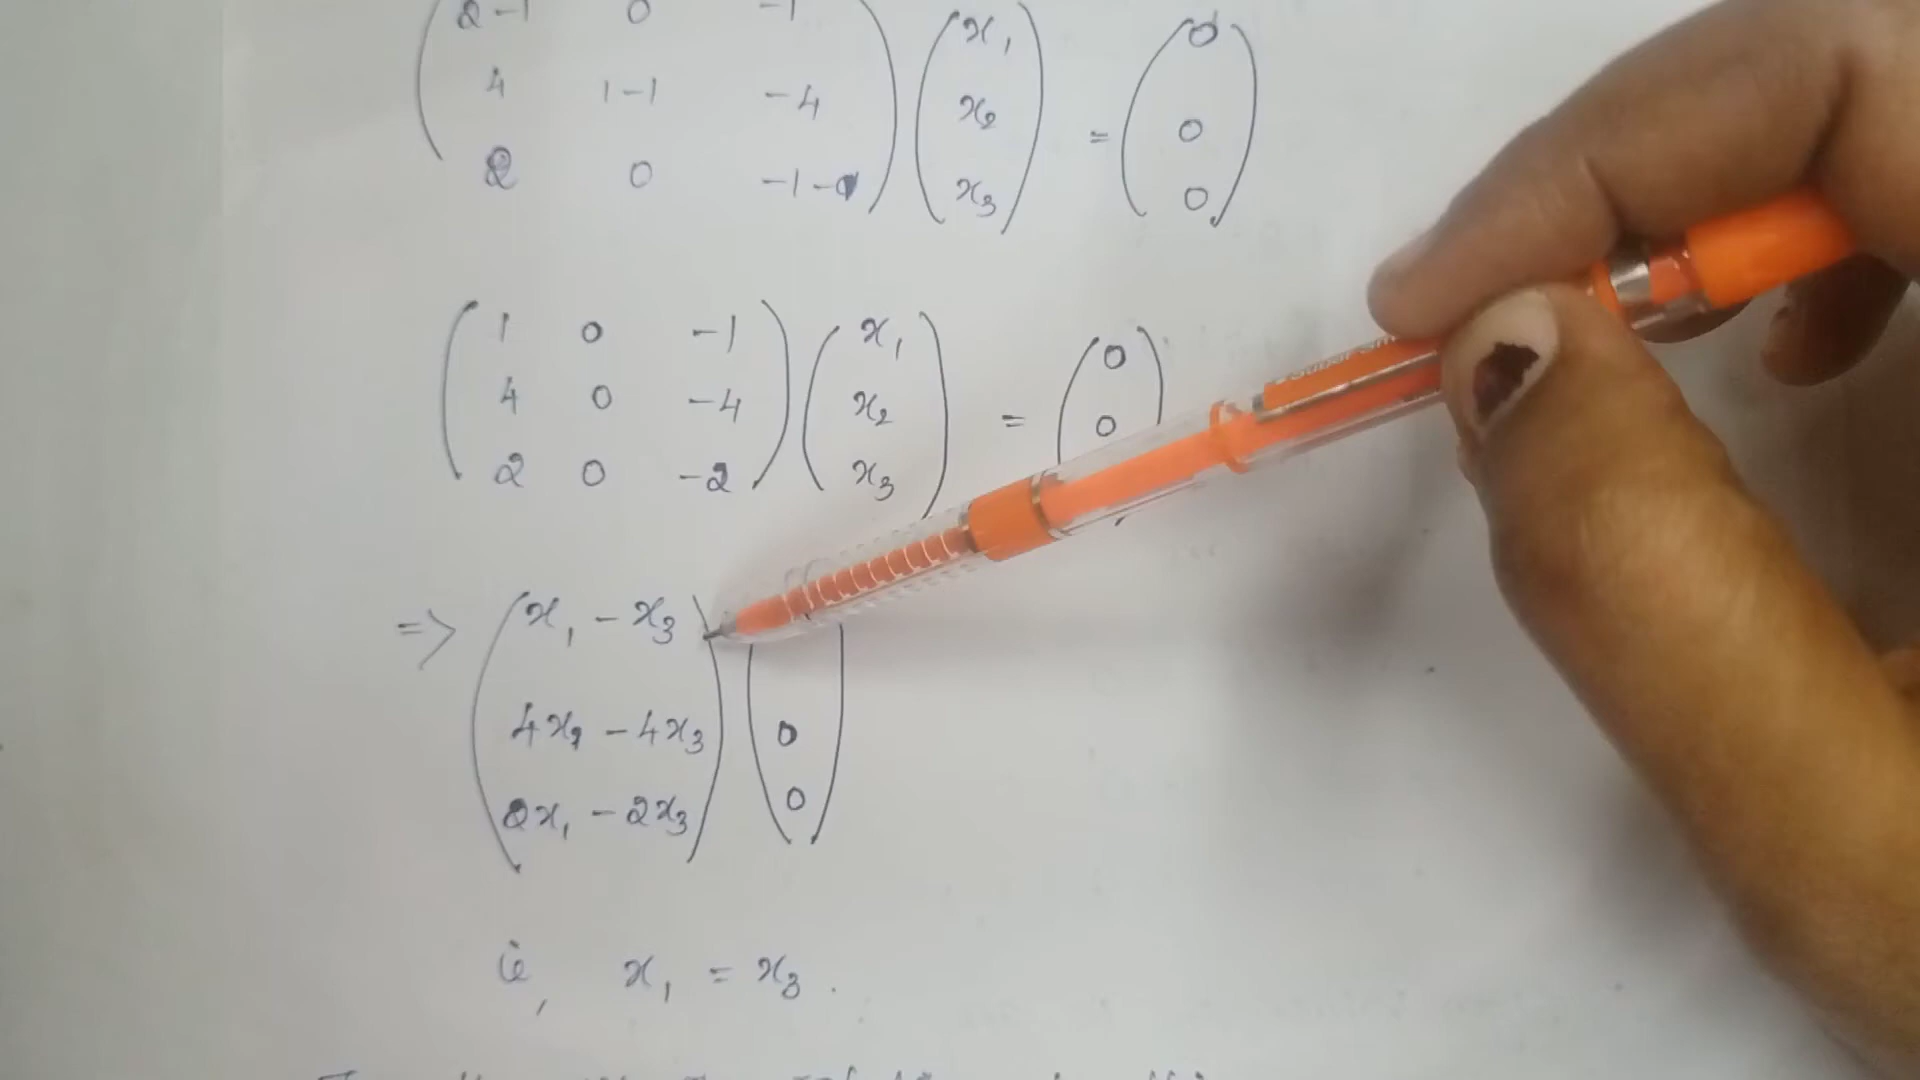 2-1 0 -1 x₁ 0
4 1-1 -4 x₂ = 0
2 0 -1- x₃ 0
1 0 -1 x₁ 0
4 0 -4 x₂ = 0
2 0 -2 x₃
=> x₁ - x₃
4x₁ - 4x₃ 0
2x₁ - 2x₃ 0
ie, x₁ = x₃.